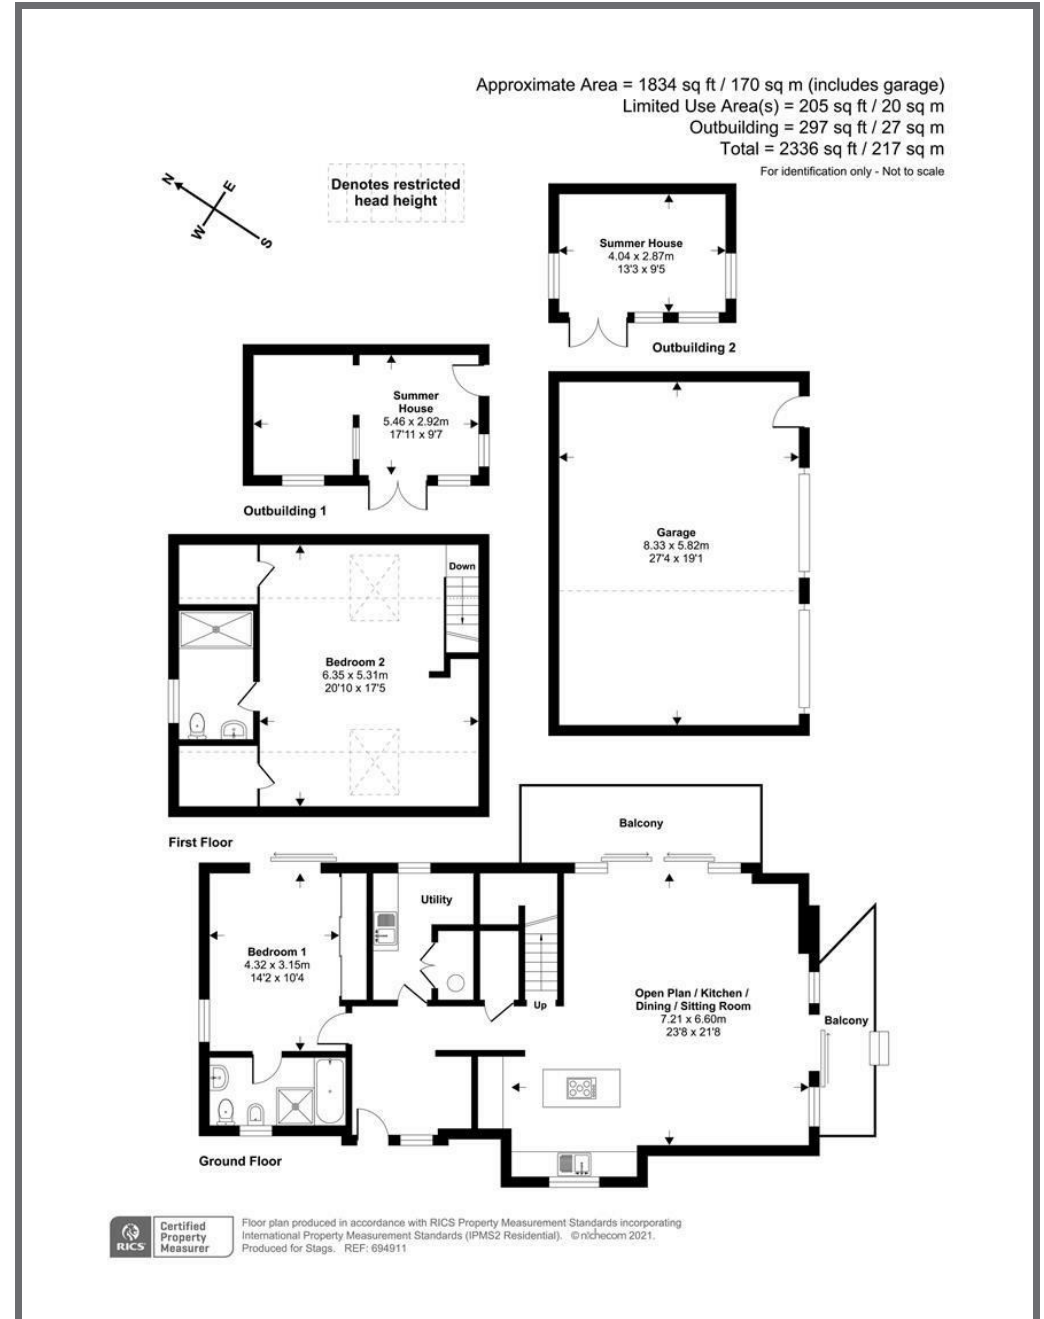 Approximate Area = 1834 sq ft / 170 sq m (includes garage)
Limited Use Area(s) = 205 sq ft / 20 sq m
Outbuilding = 297 sq ft / 27 sq m
Total = 2336 sq ft / 217 sq m
For identification only - Not to scale
N
E
W
S
Denotes restricted
head height
Summer House
4.04 x 2.87m
13'3 x 9'5
Outbuilding 2
Summer
House
5.46 x 2.92m
17'11 x 9'7
Outbuilding 1
Garage
8.33 x 5.82m
27'4 x 19'1
Down
Bedroom 2
6.35 x 5.31m
20'10 x 17'5
First Floor
Balcony
Utility
Bedroom 1
4.32 x 3.15m
14'2 x 10'4
Up
Open Plan / Kitchen /
Dining / Sitting Room
7.21 x 6.60m
23'8 x 21'8
Balcony
Ground Floor
RICS
Certified
Property
Measurer
Floor plan produced in accordance with RICS Property Measurement Standards incorporating
International Property Measurement Standards (IPMS2 Residential). © nichecom 2021.
Produced for Stags. REF: 694911